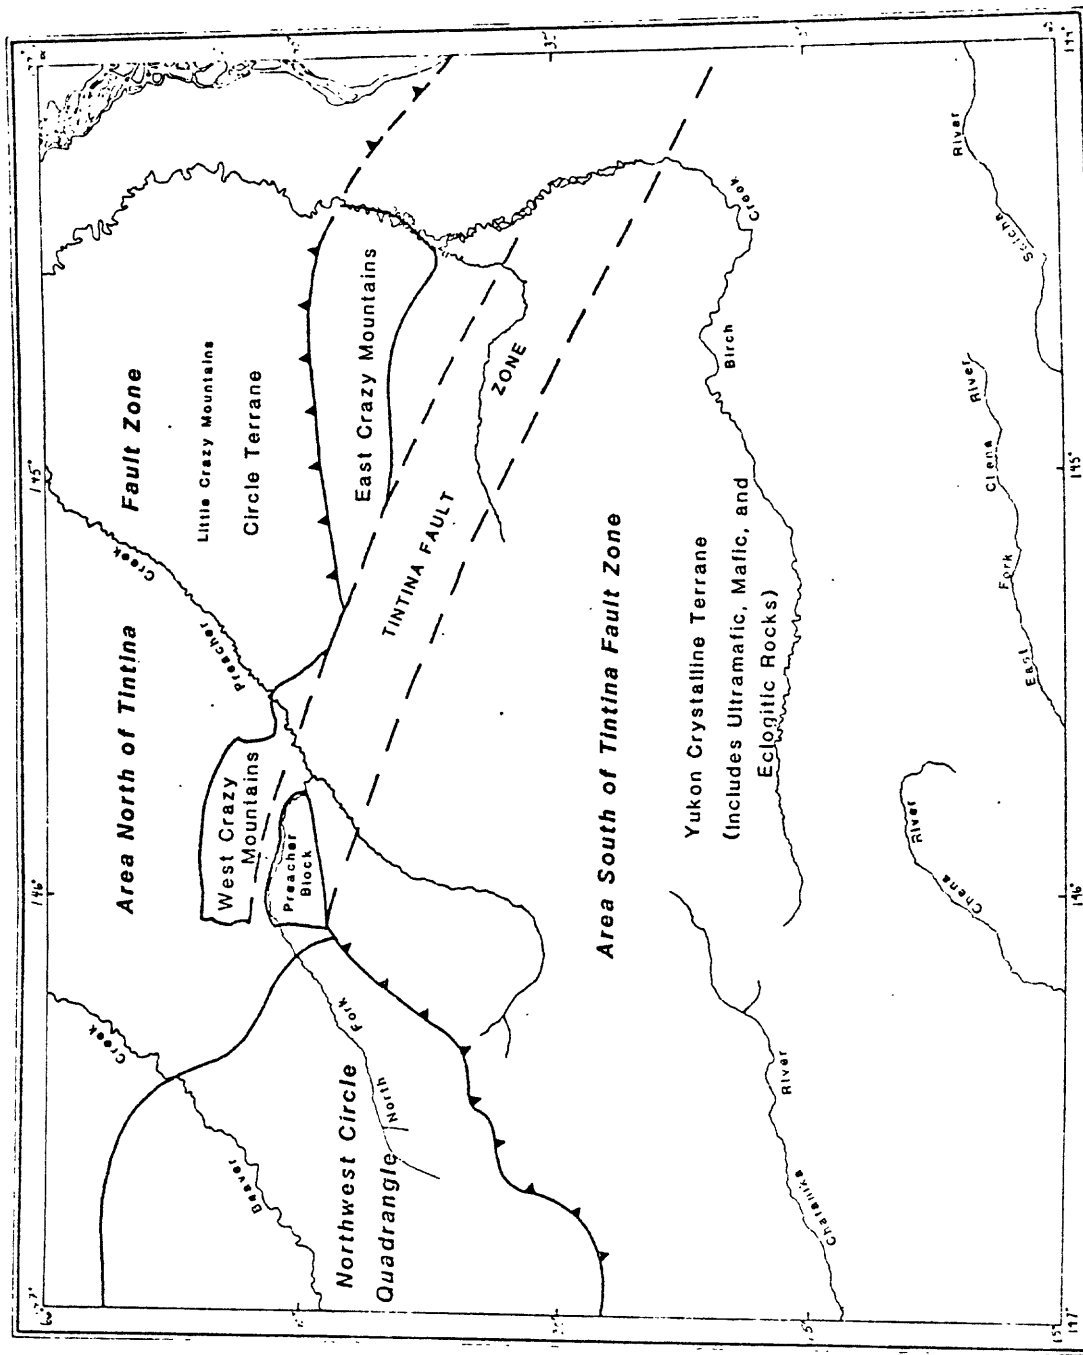 Area North of Tintina Fault Zone
Little Crazy Mountains
Circle Terrane
West Crazy
Mountains
East Crazy Mountains
Preacher
Block
Northwest Circle
Quadrangle
TINTINA FAULT ZONE
Area South of Tintina Fault Zone
Yukon Crystalline Terrane
(Includes Ultramafic, Mafic, and
Eclogitic Rocks)
Beaver Creek
Preacher Creek
North Fork
Birch Creek
Chatanika River
Chena River
East Fork Chena River
Salcha River
146°
145°
147°
146°
145°
144°